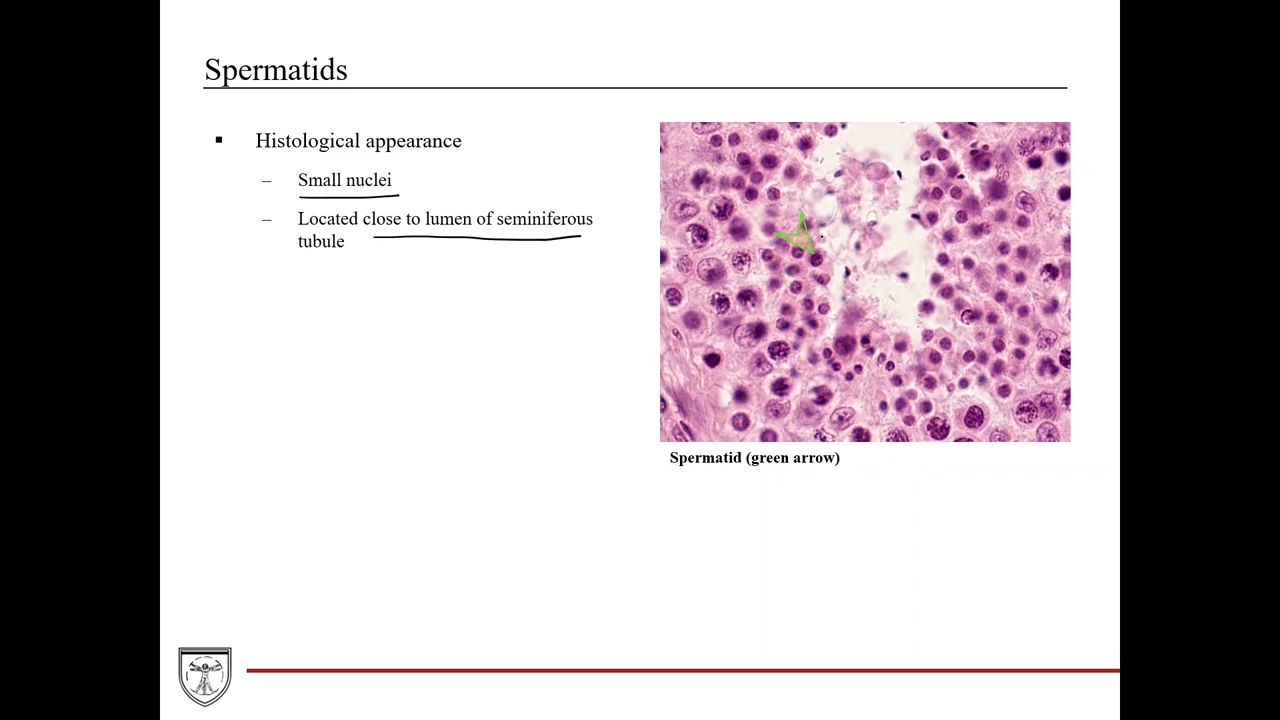 Spermatids
▪ Histological appearance
– Small nuclei
– Located close to lumen of seminiferous
tubule
Spermatid (green arrow)